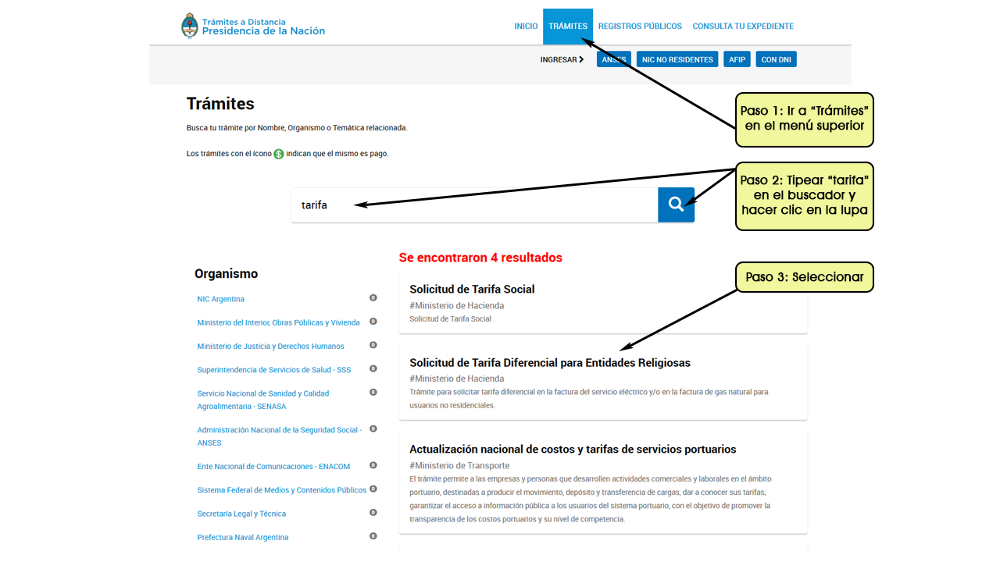 Trámites a Distancia
Presidencia de la Nación
INICIO TRÁMITES REGISTROS PÚBLICOS CONSULTA TU EXPEDIENTE
INGRESAR ANSES NIC NO RESIDENTES AFIP CON DNI
Trámites
Busca tu trámite por Nombre, Organismo o Temática relacionada.
Los trámites con el ícono $ indican que el mismo es pago.
Paso 1: Ir a “Trámites”
en el menú superior
tarifa
Paso 2: Tipear “tarifa”
en el buscador y
hacer clic en la lupa
Organismo
NIC Argentina 0
Ministerio del Interior, Obras Públicas y Vivienda 0
Ministerio de Justicia y Derechos Humanos 0
Superintendencia de Servicios de Salud - SSS 0
Servicio Nacional de Sanidad y Calidad 0
Agroalimentaria - SENASA
Administración Nacional de la Seguridad Social - 0
ANSES
Ente Nacional de Comunicaciones - ENACOM 0
Sistema Federal de Medios y Contenidos Públicos 0
Secretaría Legal y Técnica 0
Prefectura Naval Argentina 0
Se encontraron 4 resultados
Paso 3: Seleccionar
Solicitud de Tarifa Social
#Ministerio de Hacienda
Solicitud de Tarifa Social
Solicitud de Tarifa Diferencial para Entidades Religiosas
#Ministerio de Hacienda
Trámite para solicitar tarifa diferencial en la factura del servicio eléctrico y/o en la factura de gas natural para
usuarios no residenciales.
Actualización nacional de costos y tarifas de servicios portuarios
#Ministerio de Transporte
El trámite permite a las empresas y personas que desarrollen actividades comerciales y laborales en el ámbito
portuario, destinadas a producir el movimiento, depósito y transferencia de cargas, dar a conocer sus tarifas;
garantizar el acceso a información pública a los usuarios del sistema portuario, con el objetivo de promover la
transparencia de los costos portuarios y su nivel de competencia.